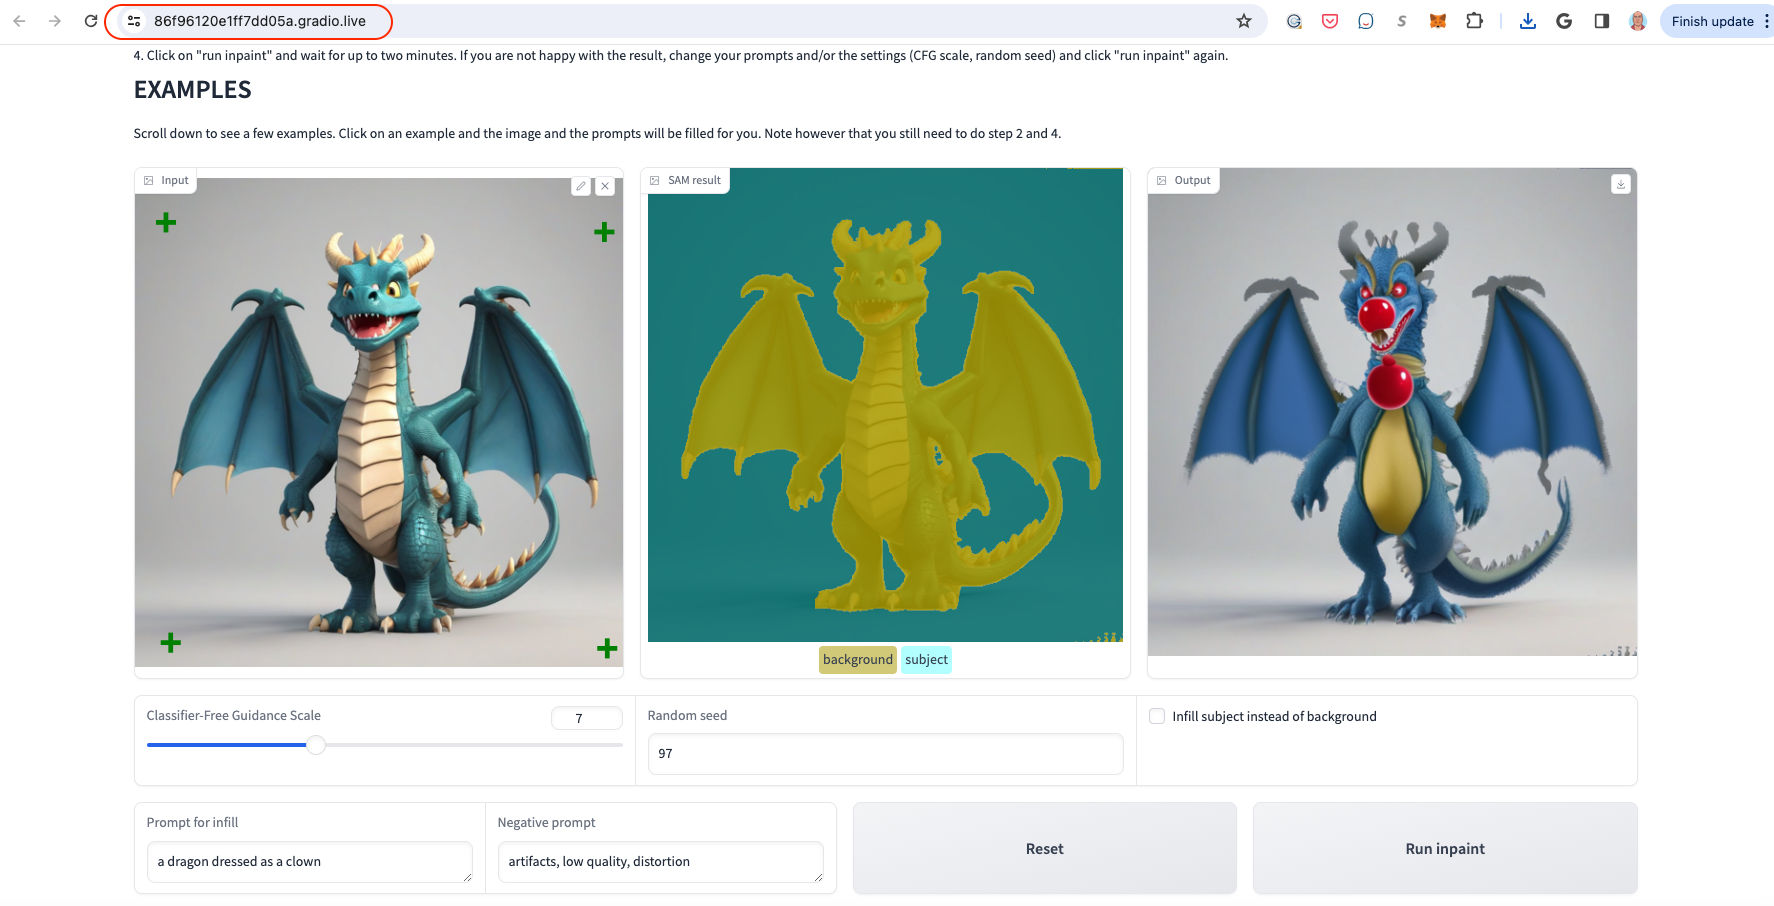 86f96120e1ff7dd05a.gradio.live
Finish update
4. Click on "run inpaint" and wait for up to two minutes. If you are not happy with the result, change your prompts and/or the settings (CFG scale, random seed) and click "run inpaint" again.
EXAMPLES
Scroll down to see a few examples. Click on an example and the image and the prompts will be filled for you. Note however that you still need to do step 2 and 4.
Input
SAM result
Output
background subject
Classifier-Free Guidance Scale
7
Random seed
97
Infill subject instead of background
Prompt for infill
a dragon dressed as a clown
Negative prompt
artifacts, low quality, distortion
Reset
Run inpaint